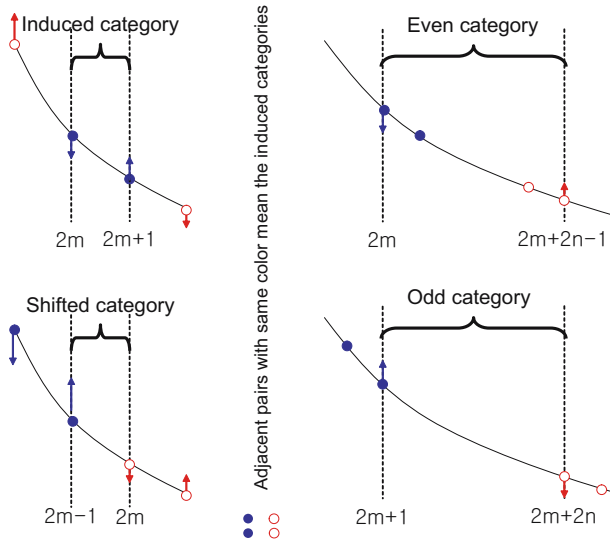 Induced category
2m
2m+1
Shifted category
2m-1
2m
Adjacent pairs with same color mean the induced categories
Even category
2m
2m+2n-1
Odd category
2m+1
2m+2n